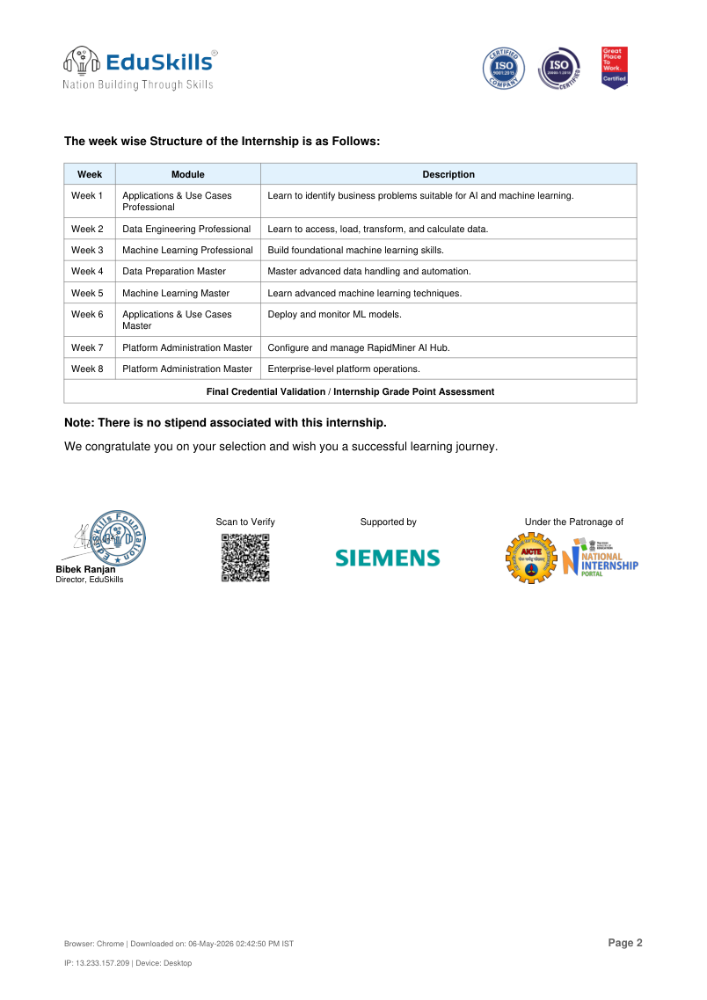 EduSkills®
Nation Building Through Skills
CERTIFIED
ISO
9001:2015
COMPANY
ISO
CERTIFIED
Great
Place
To
Work.
Certified
The week wise Structure of the Internship is as Follows:
Week Module Description
Week 1 Applications & Use Cases Learn to identify business problems suitable for AI and machine learning.
Professional
Week 2 Data Engineering Professional Learn to access, load, transform, and calculate data.
Week 3 Machine Learning Professional Build foundational machine learning skills.
Week 4 Data Preparation Master Master advanced data handling and automation.
Week 5 Machine Learning Master Learn advanced machine learning techniques.
Week 6 Applications & Use Cases Deploy and monitor ML models.
Master
Week 7 Platform Administration Master Configure and manage RapidMiner AI Hub.
Week 8 Platform Administration Master Enterprise-level platform operations.
Final Credential Validation / Internship Grade Point Assessment
Note: There is no stipend associated with this internship.
We congratulate you on your selection and wish you a successful learning journey.
EduSkills Foundation
Bibek Ranjan
Director, EduSkills
Scan to Verify
Supported by
SIEMENS
Under the Patronage of
AICTE
NATIONAL
INTERNSHIP
PORTAL
Browser: Chrome | Downloaded on: 06-May-2026 02:42:50 PM IST
Page 2
IP: 13.233.157.209 | Device: Desktop